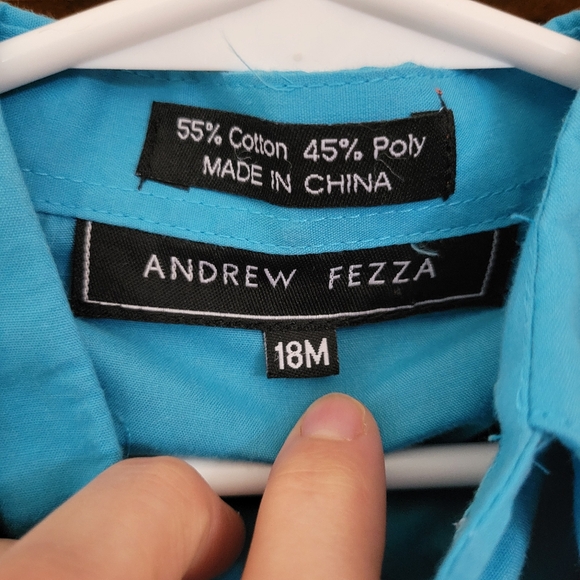 55% Cotton 45% Poly
MADE IN CHINA
ANDREW FEZZA
18M